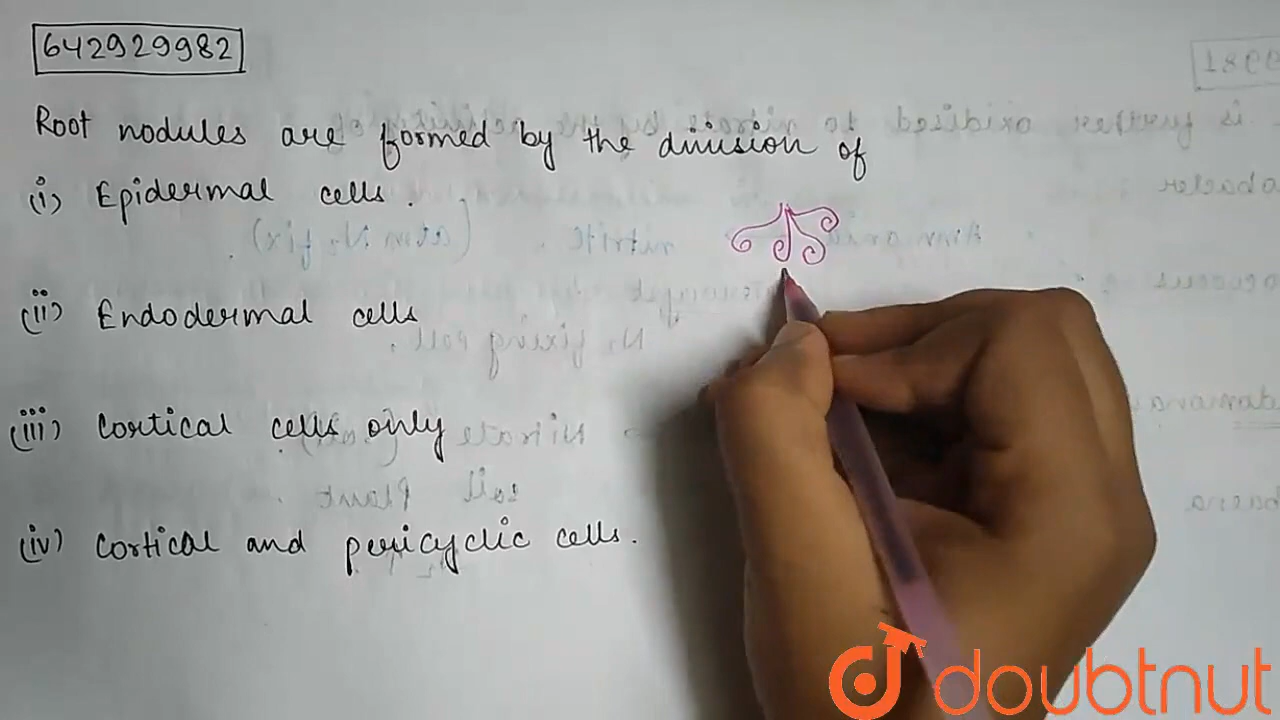 642929982
Root nodules are formed by the division of
(i) Epidermal cells.
(ii) Endodermal cells
(iii) Cortical cells only
(iv) Cortical and pericyclic cells.
doubtnut